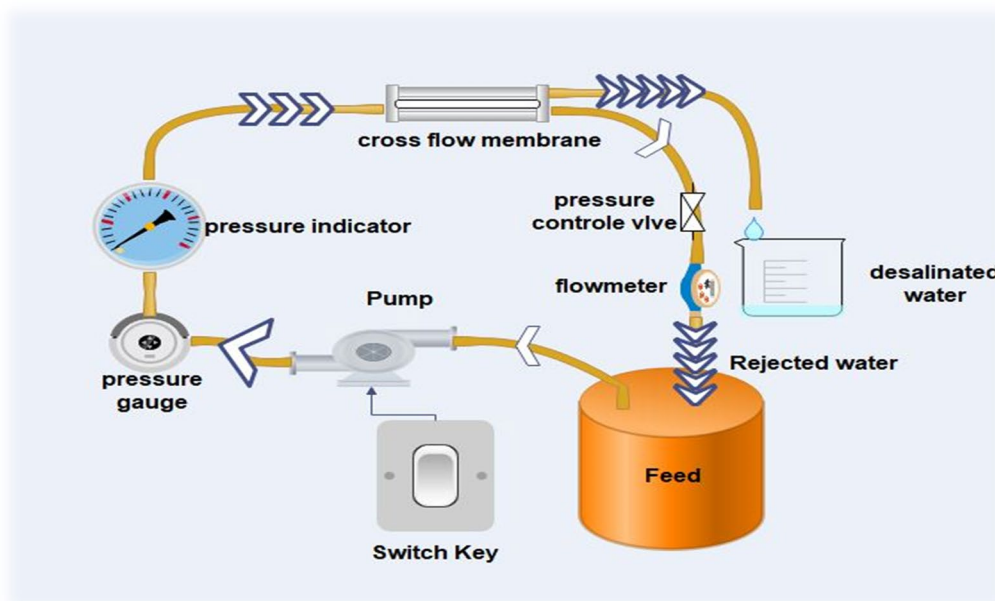 cross flow membrane
pressure indicator
pressure
controle vlve
flowmeter
desalinated
water
Pump
Rejected water
pressure
gauge
Feed
Switch Key